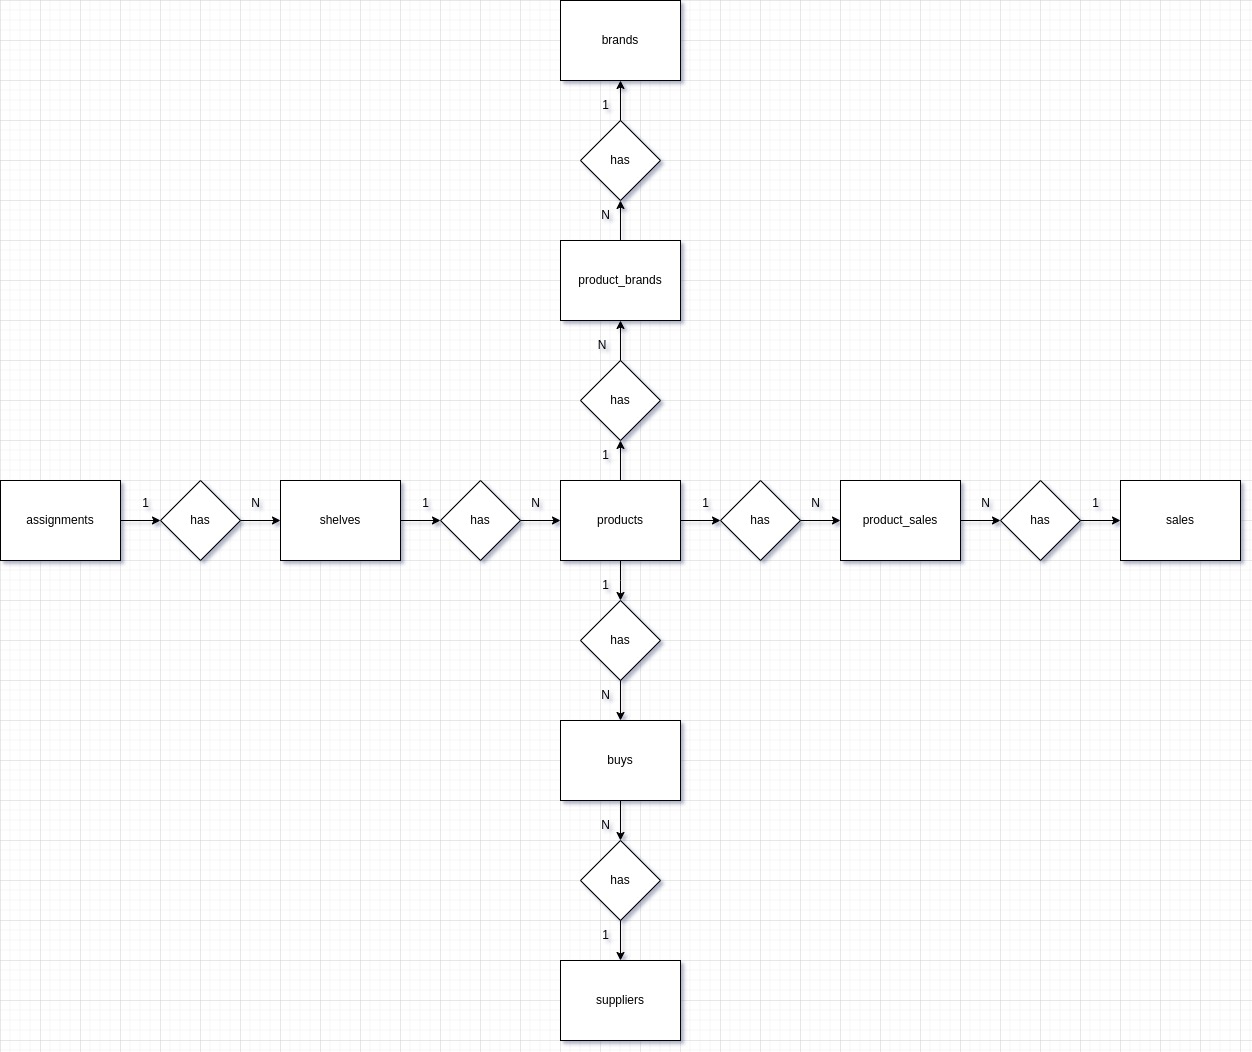 brands
1
has
N
product_brands
N
has
1
assignments
1
has
N
shelves
1
has
N
products
1
has
N
product_sales
N
has
1
sales
1
has
N
buys
N
has
1
suppliers